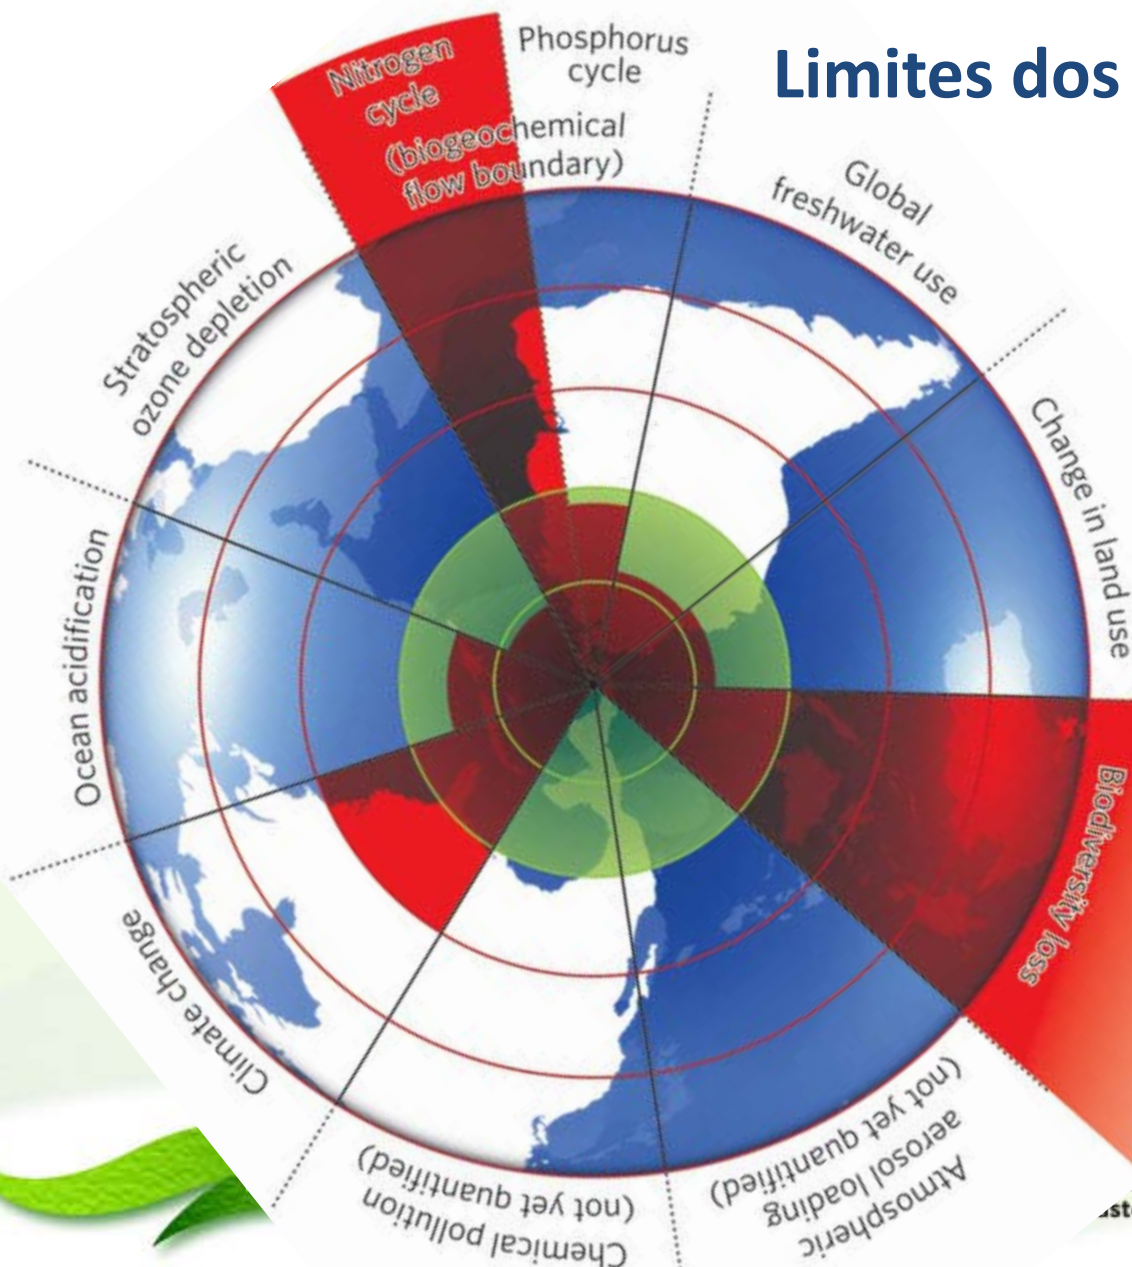 Limites dos
Nitrogen
cycle
Phosphorus
cycle
(biogeochemical
flow boundary)
Global
freshwater use
Change in land use
Biodiversity loss
Atmospheric
aerosol loading
(not yet quantified)
Chemical pollution
(not yet quantified)
Climate change
Ocean acidification
Stratospheric
ozone depletion